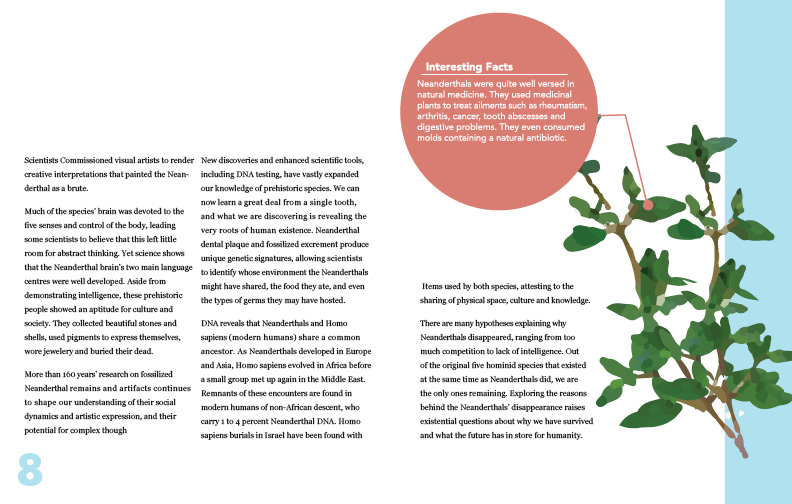 Scientists Commissioned visual artists to render
creative interpretations that painted the Nean-
derthal as a brute.
Much of the species' brain was devoted to the
five senses and control of the body, leading
some scientists to believe that this left little
room for abstract thinking. Yet science shows
that the Neanderthal brain's two main language
centres were well developed. Aside from
demonstrating intelligence, these prehistoric
people showed an aptitude for culture and
society. They collected beautiful stones and
shells, used pigments to express themselves,
wore jewelery and buried their dead.
More than 160 years' research on fossilized
Neanderthal remains and artifacts continues
to shape our understanding of their social
dynamics and artistic expression, and their
potential for complex though
New discoveries and enhanced scientific tools,
including DNA testing, have vastly expanded
our knowledge of prehistoric species. We can
now learn a great deal from a single tooth,
and what we are discovering is revealing the
very roots of human existence. Neanderthal
dental plaque and fossilized excrement produce
unique genetic signatures, allowing scientists
to identify whose environment the Neanderthals
might have shared, the food they ate, and even
the types of germs they may have hosted.
DNA reveals that Neanderthals and Homo
sapiens (modern humans) share a common
ancestor. As Neanderthals developed in Europe
and Asia, Homo sapiens evolved in Africa before
a small group met up again in the Middle East.
Remnants of these encounters are found in
modern humans of non-African descent, who
carry 1 to 4 percent Neanderthal DNA. Homo
sapiens burials in Israel have been found with
Interesting Facts
Neanderthals were quite well versed in
natural medicine. They used medicinal
plants to treat ailments such as rheumatism,
arthritis, cancer, tooth abscesses and
digestive problems. They even consumed
molds containing a natural antibiotic.
Items used by both species, attesting to the
sharing of physical space, culture and knowledge.
There are many hypotheses explaining why
Neanderthals disappeared, ranging from too
much competition to lack of intelligence. Out
of the original five hominid species that existed
at the same time as Neanderthals did, we are
the only ones remaining. Exploring the reasons
behind the Neanderthals' disappearance raises
existential questions about why we have survived
and what the future has in store for humanity.
8